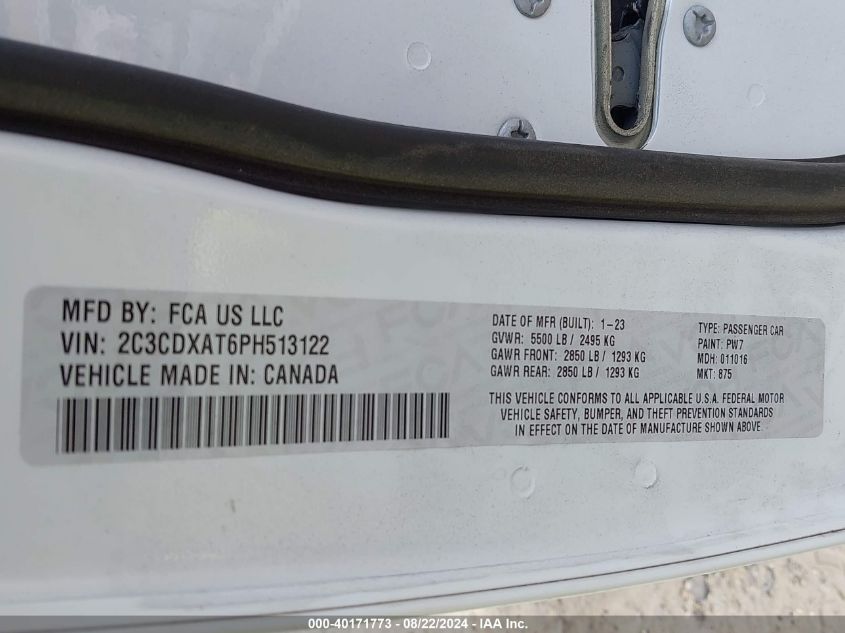 MFD BY: FCA US LLC
VIN: 2C3CDXAT6PH513122
VEHICLE MADE IN: CANADA
DATE OF MFR (BUILT): 1-23
GVWR: 5500 LB / 2495 KG
GAWR FRONT: 2850 LB / 1293 KG
GAWR REAR: 2850 LB / 1293 KG
TYPE: PASSENGER CAR
PAINT: PW7
MDH: 011016
MKT: 875
THIS VEHICLE CONFORMS TO ALL APPLICABLE U.S.A. FEDERAL MOTOR
VEHICLE SAFETY, BUMPER, AND THEFT PREVENTION STANDARDS
IN EFFECT ON THE DATE OF MANUFACTURE SHOWN ABOVE.
000-40171773 - 08/22/2024 - IAA Inc.